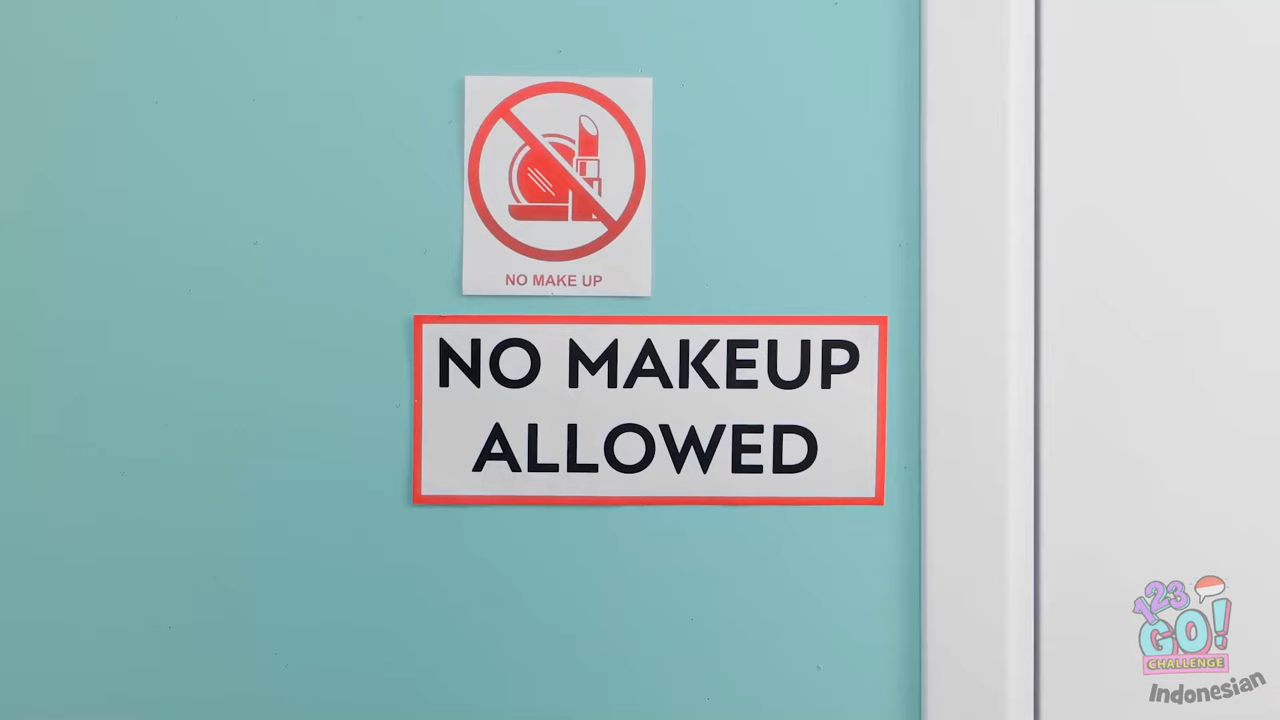 NO MAKE UP
NO MAKEUP
ALLOWED
123
GO!
CHALLENGE
Indonesian